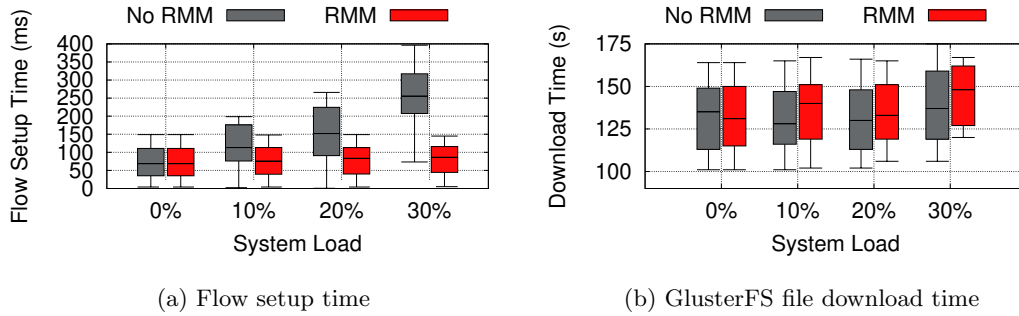 No RMM RMM
Flow Setup Time (ms)
400
350
300
250
200
150
100
50
0
0% 10% 20% 30%
System Load
(a) Flow setup time
No RMM RMM
Download Time (s)
175
150
125
100
0% 10% 20% 30%
System Load
(b) GlusterFS file download time